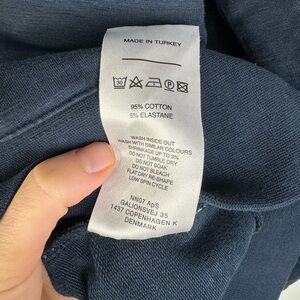 MADE IN TURKEY
30
P
95% COTTON
5% ELASTANE
WASH INSIDE OUT
WASH WITH SIMILAR COLOURS
SHRINKAGE UP TO 3%
DO NOT TUMBLE DRY
DO NOT SOAK
DO NOT BLEACH
FLAT DRY RE-SHAPE
LOW SPIN CYCLE
NN07 ApS
GALIONSVEJ 35
1437 COPENHAGEN K
DENMARK